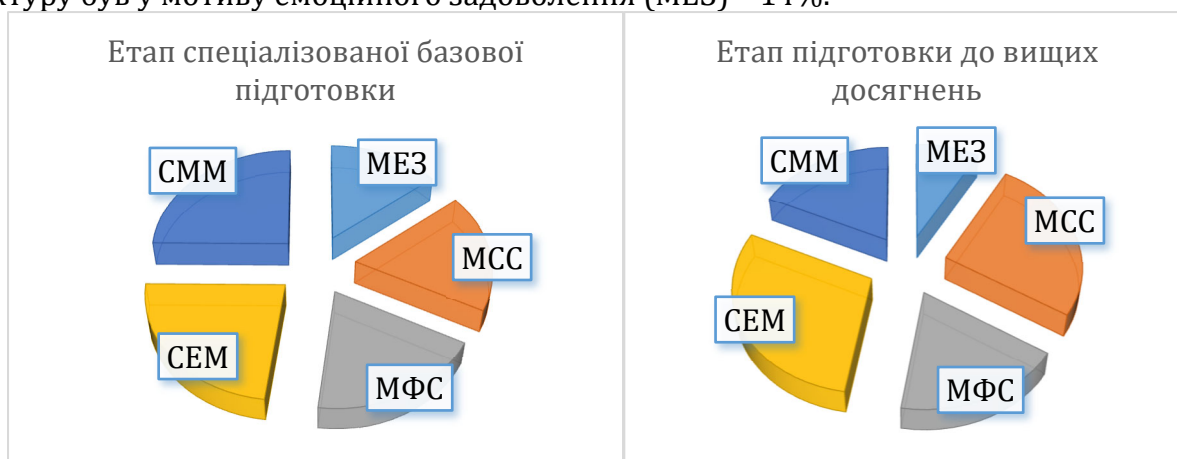 був у мотиву емоційного задоволення (МЕЗ) – 14%.
Етап спеціалізованої базової
підготовки
СММ
МЕЗ
МСС
СЕМ
МФС
Етап підготовки до вищих
досягнень
СММ
МЕЗ
МСС
СЕМ
МФС